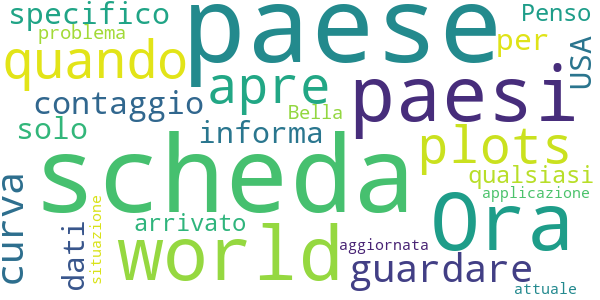 specifico paese Penso
problema
quando apre paesi per USA
contaggio Bella
solo informa plots
scheda qualsiasi
curva applicazione
situazione arrivato Ora
dati world aggiornata
guardare
attuale